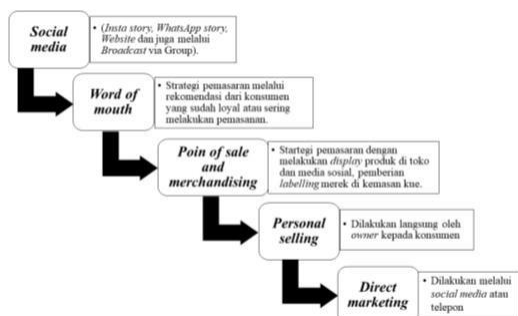 Social
media
• (Insta story, WhatsApp story,
Website dan juga melalui
Broadcast via Group).
Word of
mouth
• Strategi pemasaran melalui
rekomendasi dari konsumen
yang sudah loyal atau sering
melakukan pemasanan.
Poin of sale
and
merchandising
• Startegi pemasaran dengan
melakukan display produk di toko
dan media sosial, pemberian
labelling merek di kemasan kue.
Personal
selling
• Dilakukan langsung oleh
owner kepada konsumen
Direct
marketing
• Dilakukan melalui
social media atau
telepon